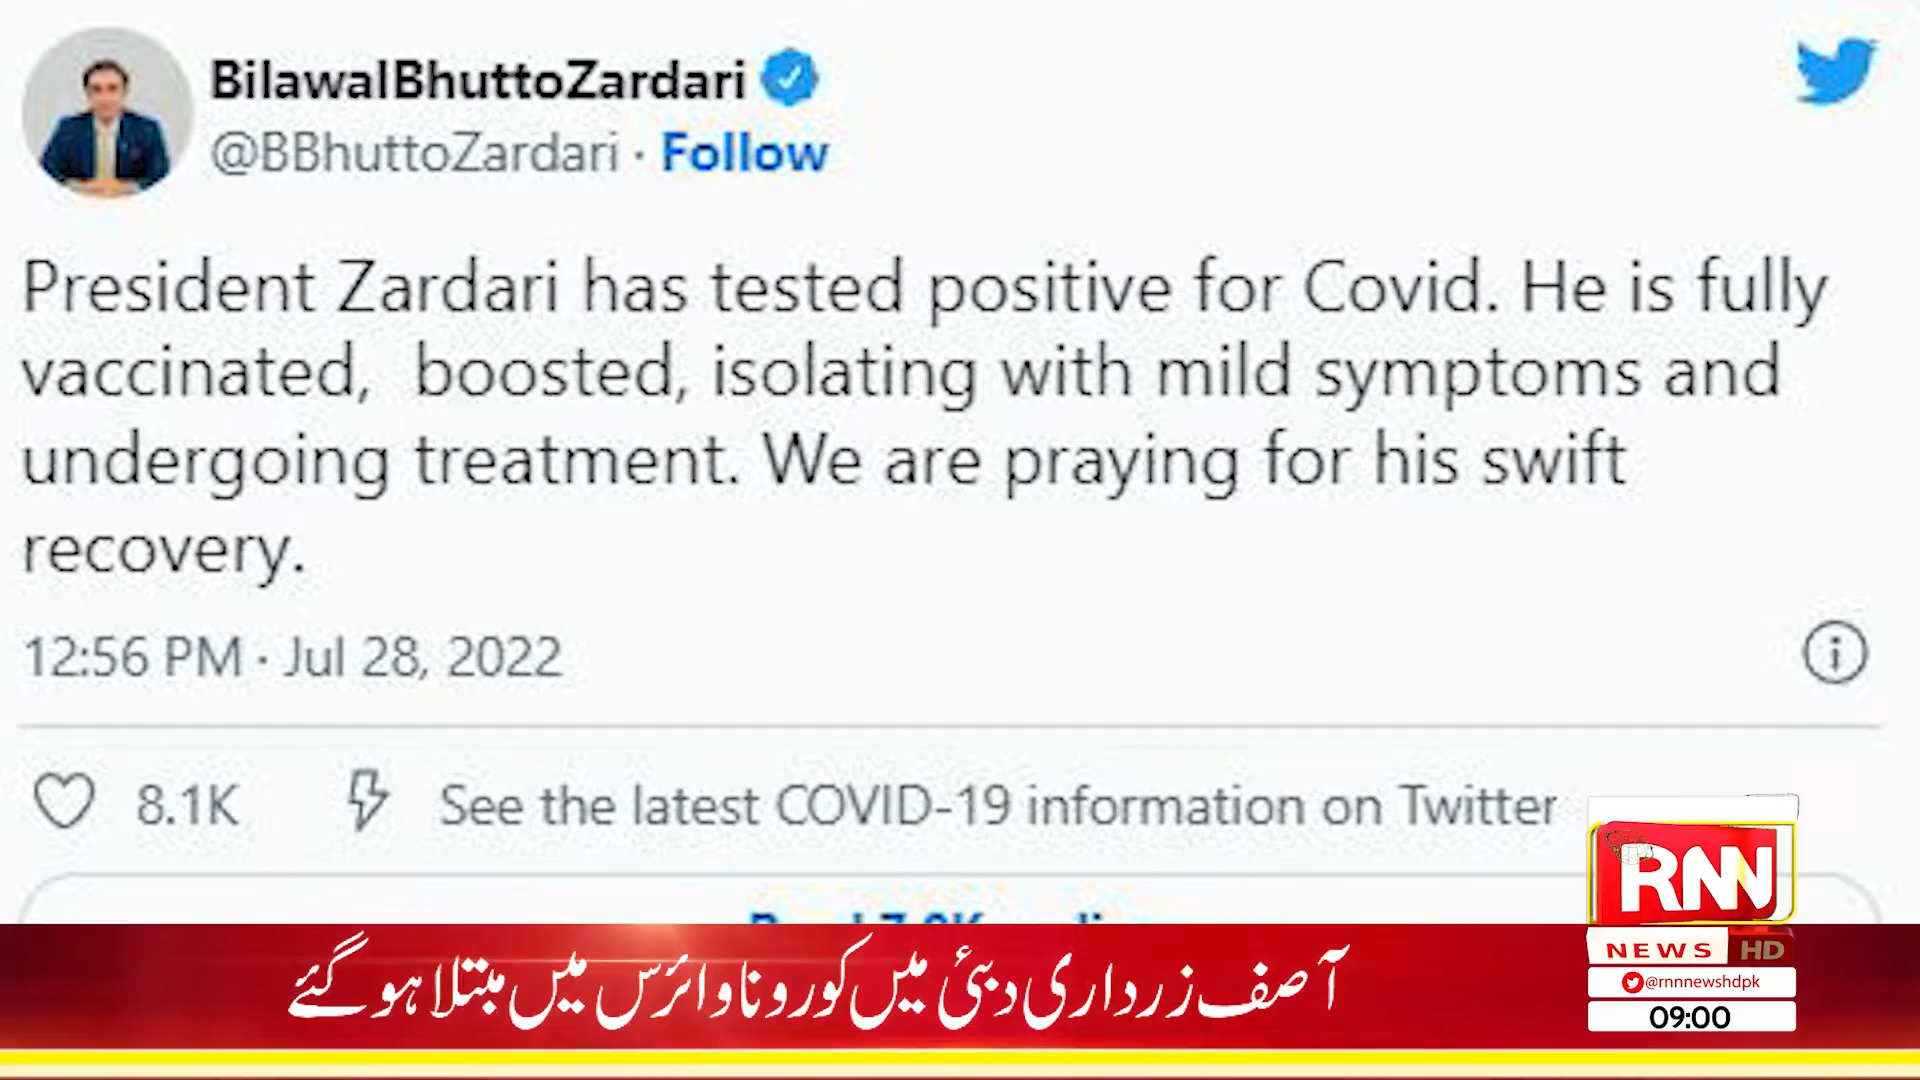 BilawalBhuttoZardari
@BBhuttoZardari · Follow
President Zardari has tested positive for Covid. He is fully
vaccinated, boosted, isolating with mild symptoms and
undergoing treatment. We are praying for his swift
recovery.
12:56 PM · Jul 28, 2022
8.1K See the latest COVID-19 information on Twitter
RNN
NEWS HD
@rnnnewshdpk
09:00
آصف زرداری دبئی میں کورونا وائرس میں مبتلا ہو گئے